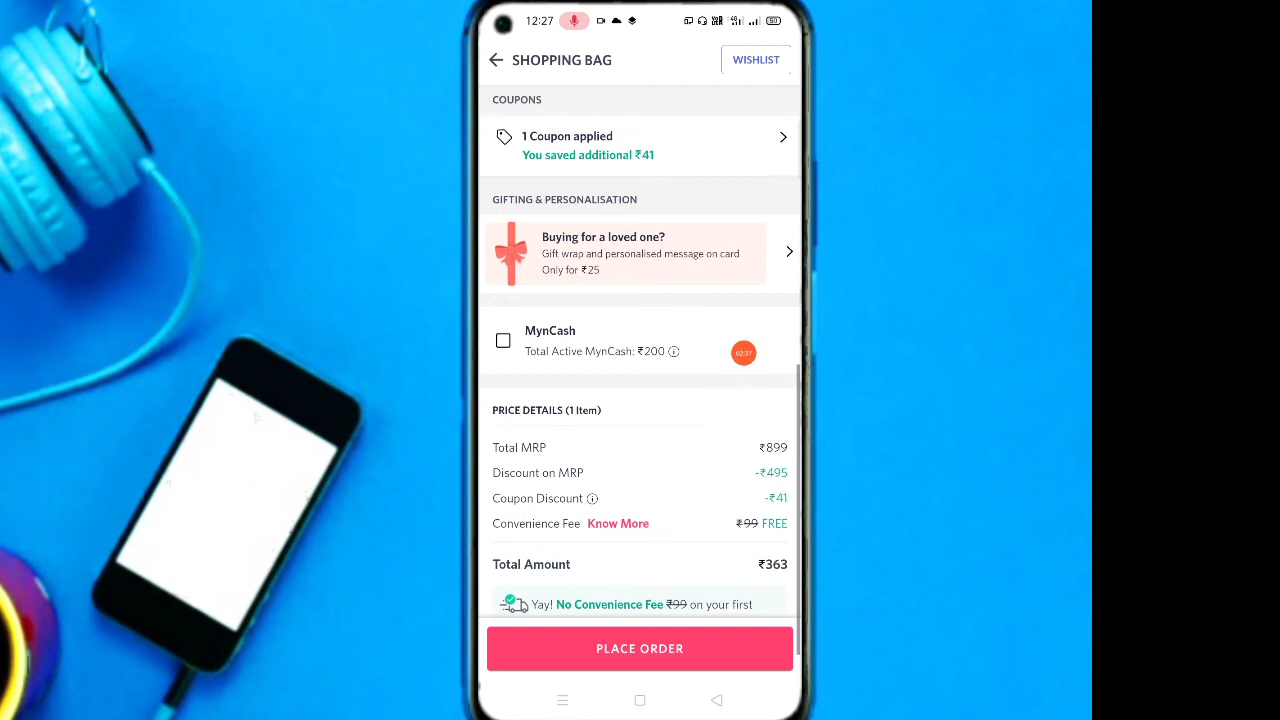 12:27
50
SHOPPING BAG
WISHLIST
COUPONS
1 Coupon applied
You saved additional ₹41
GIFTING & PERSONALISATION
Buying for a loved one?
Gift wrap and personalised message on card
Only for ₹25
MynCash
Total Active MynCash: ₹200
02:37
PRICE DETAILS (1 Item)
Total MRP ₹899
Discount on MRP -₹495
Coupon Discount -₹41
Convenience Fee Know More ₹99 FREE
Total Amount ₹363
Yay! No Convenience Fee ₹99 on your first
PLACE ORDER